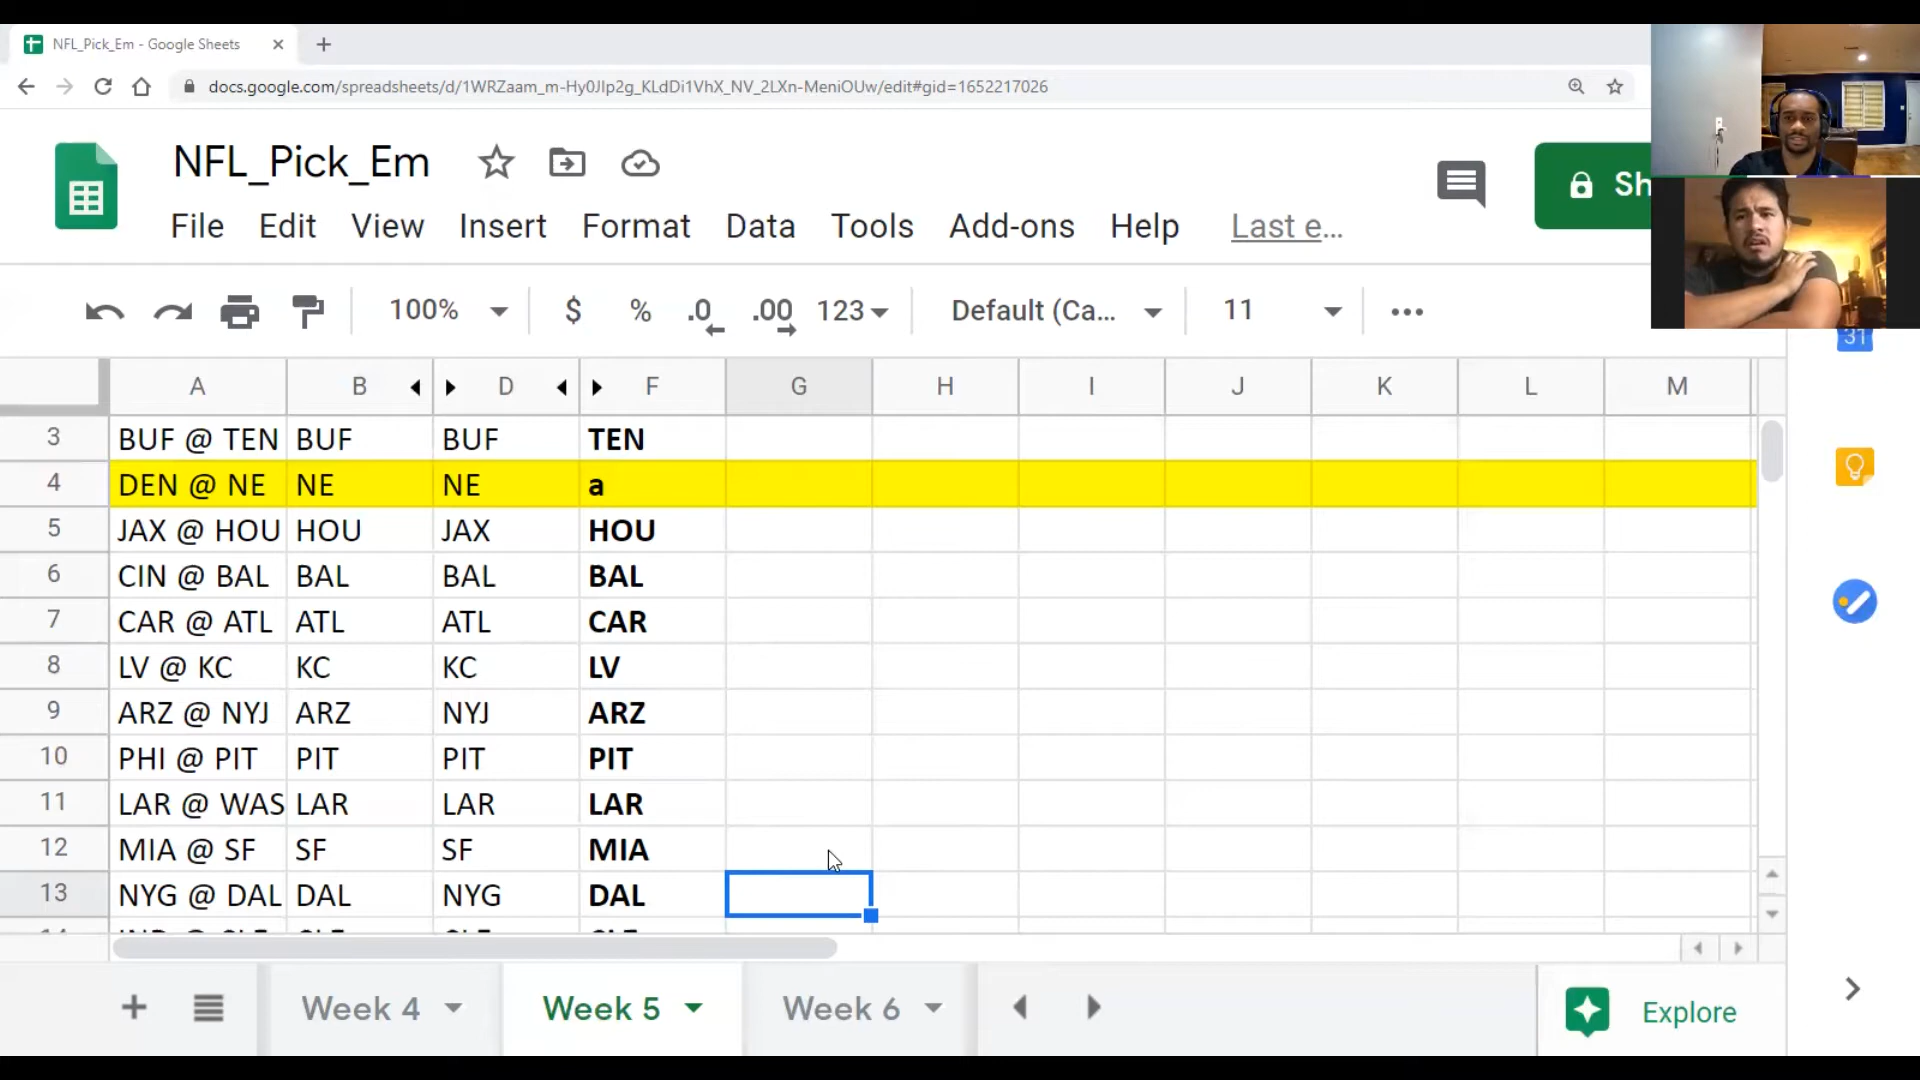 NFL_Pick_Em - Google Sheets
docs.google.com/spreadsheets/d/1WRZaam_m-Hy0JIp2g_KLdDi1VhX_NV_2LXn-MeniOUw/edit#gid=1652217026
NFL_Pick_Em
Sh
File Edit View Insert Format Data Tools Add-ons Help Last e...
100% $ % .0 .00 123 Default (Ca... 11
31
A B D F G H I J K L M
3 BUF @ TEN BUF BUF TEN
4 DEN @ NE NE NE a
5 JAX @ HOU HOU JAX HOU
6 CIN @ BAL BAL BAL BAL
7 CAR @ ATL ATL ATL CAR
8 LV @ KC KC KC LV
9 ARZ @ NYJ ARZ NYJ ARZ
10 PHI @ PIT PIT PIT PIT
11 LAR @ WAS LAR LAR LAR
12 MIA @ SF SF SF MIA
13 NYG @ DAL DAL NYG DAL
Week 4 Week 5 Week 6 Explore